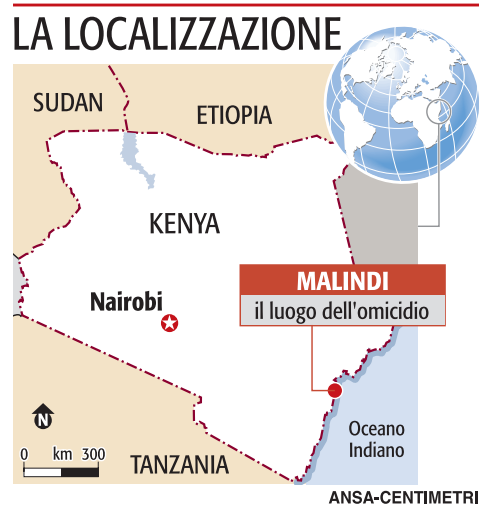 LA LOCALIZZAZIONE
SUDAN
ETIOPIA
KENYA
MALINDI
il luogo dell'omicidio
Nairobi
N
0 km 300
Oceano
Indiano
TANZANIA
ANSA-CENTIMETRI